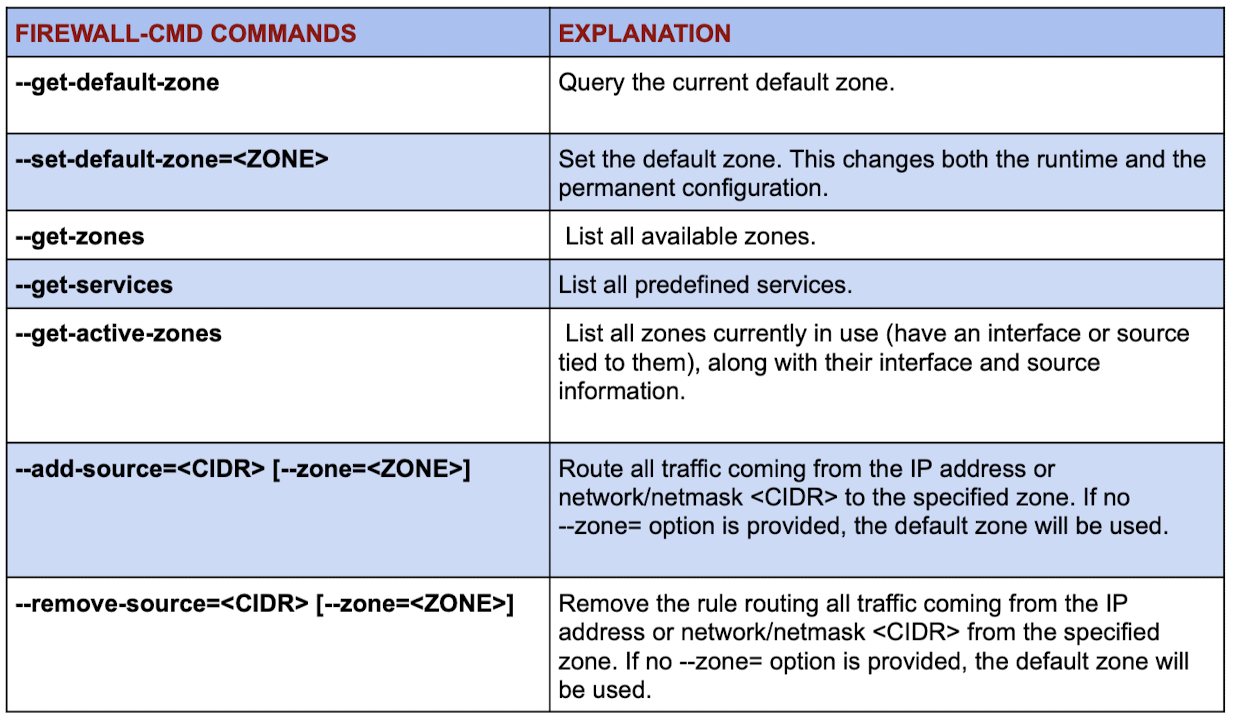 FIREWALL-CMD COMMANDS
EXPLANATION
--get-default-zone
Query the current default zone.
--set-default-zone=<ZONE>
Set the default zone. This changes both the runtime and the
permanent configuration.
--get-zones
List all available zones.
--get-services
List all predefined services.
--get-active-zones
List all zones currently in use (have an interface or source
tied to them), along with their interface and source
information.
--add-source=<CIDR> [--zone=<ZONE>]
Route all traffic coming from the IP address or
network/netmask <CIDR> to the specified zone. If no
--zone= option is provided, the default zone will be used.
--remove-source=<CIDR> [--zone=<ZONE>]
Remove the rule routing all traffic coming from the IP
address or network/netmask <CIDR> from the specified
zone. If no --zone= option is provided, the default zone will
be used.